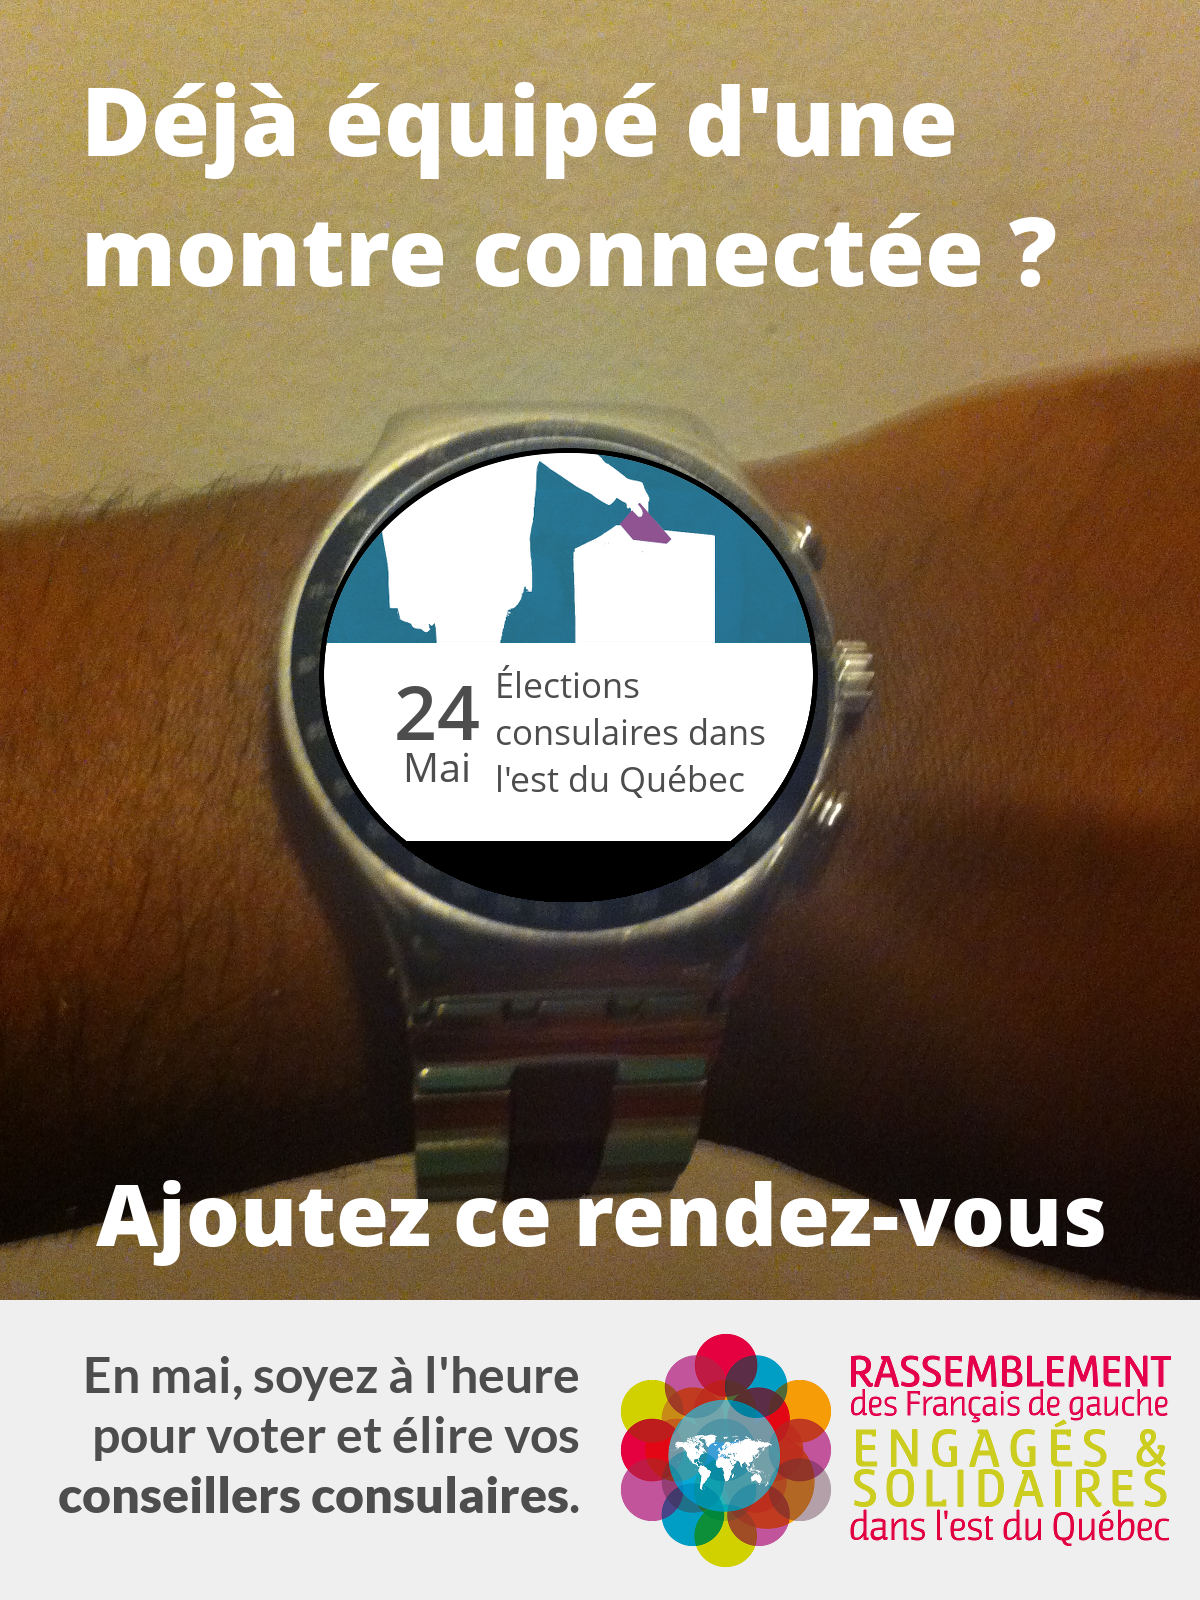 Déjà équipé d'une
montre connectée ?
24
Mai
Élections
consulaires dans
l'est du Québec
Ajoutez ce rendez-vous
En mai, soyez à l'heure
pour voter et élire vos
conseillers consulaires.
RASSEMBLEMENT
des Français de gauche
ENGAGÉS &
SOLIDAIRES
dans l'est du Québec